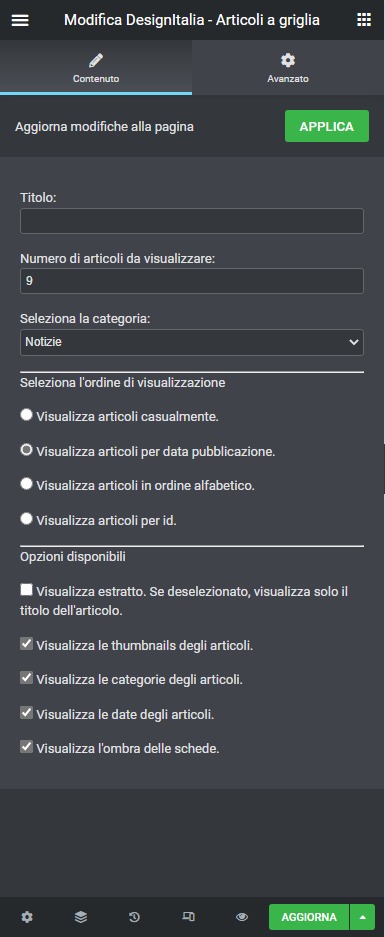 Modifica DesignItalia - Articoli a griglia
Contenuto
Avanzato
Aggiorna modifiche alla pagina
APPLICA
Titolo:
Numero di articoli da visualizzare:
9
Seleziona la categoria:
Notizie
Seleziona l'ordine di visualizzazione
Visualizza articoli casualmente.
Visualizza articoli per data pubblicazione.
Visualizza articoli in ordine alfabetico.
Visualizza articoli per id.
Opzioni disponibili
Visualizza estratto. Se deselezionato, visualizza solo il
titolo dell'articolo.
Visualizza le thumbnails degli articoli.
Visualizza le categorie degli articoli.
Visualizza le date degli articoli.
Visualizza l'ombra delle schede.
AGGIORNA